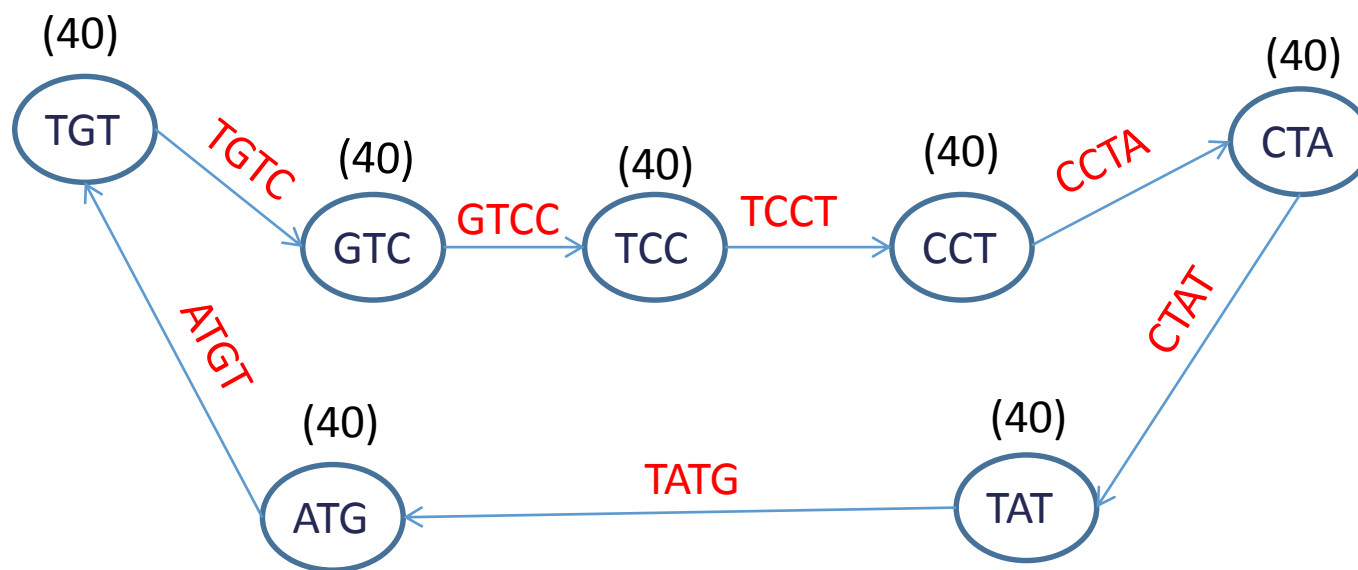 (40)
(40)
TGT
TGTC
(40)
(40)
(40)
CCTA
CTA
GTCC
TCCT
GTC
TCC
CCT
ATGT
CTAT
(40)
(40)
TATG
ATG
TAT